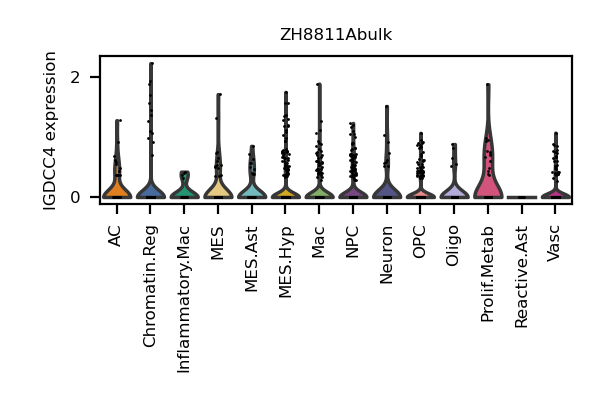 ZH8811Abulk
IGDCC4 expression
2
0
AC
Chromatin.Reg
Inflammatory.Mac
MES
MES.Ast
MES.Hyp
Mac
NPC
Neuron
OPC
Oligo
Prolif.Metab
Reactive.Ast
Vasc